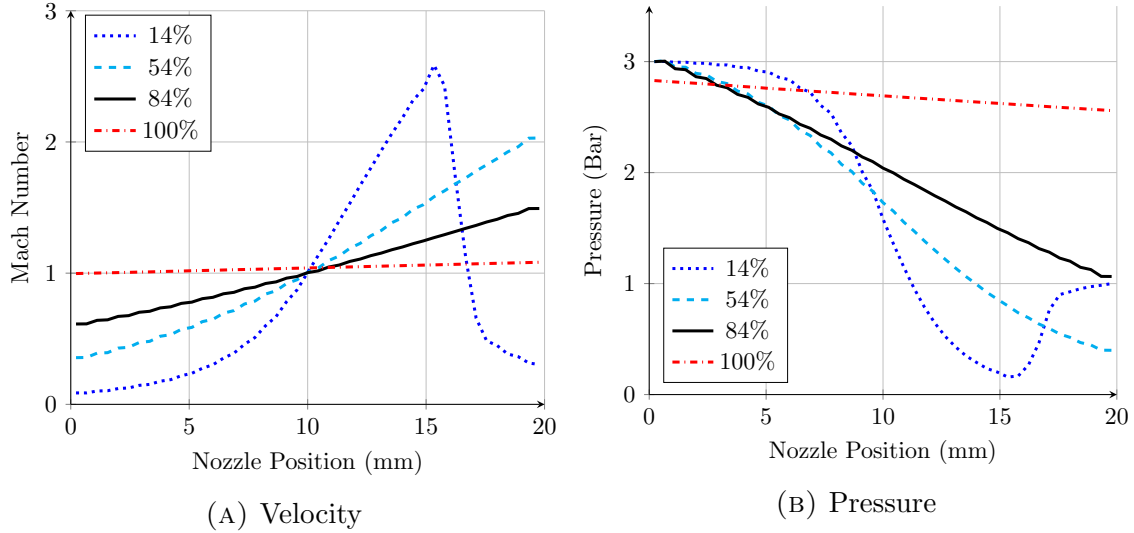 3
2
1
0
Mach Number
14%
54%
84%
100%
0 5 10 15 20
Nozzle Position (mm)
(A) Velocity
3
2
1
0
Pressure (Bar)
14%
54%
84%
100%
0 5 10 15 20
Nozzle Position (mm)
(B) Pressure